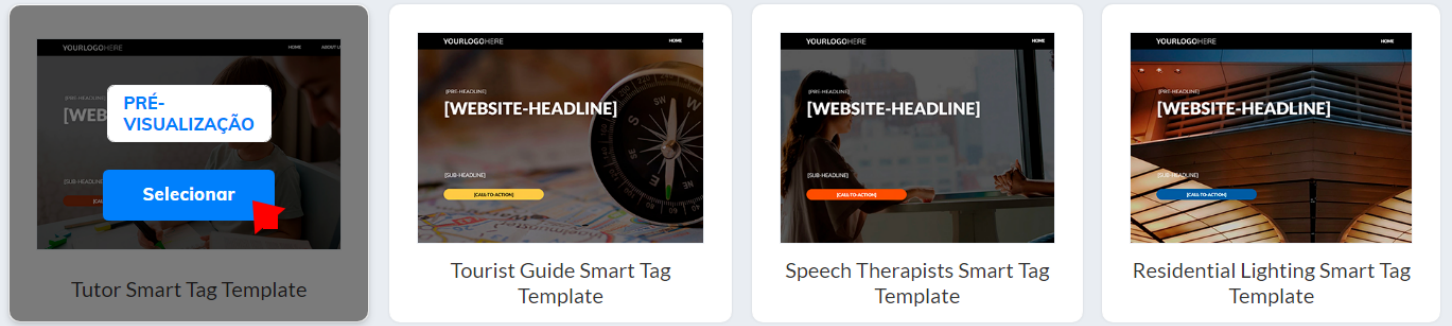 YOURLOGOHERE
HOME
ABOUT U
[PRE-HEADLINE]
[WEB
PRÉ-
VISUALIZAÇÃO
[SUB-HEADLINE]
Selecionar
Tutor Smart Tag Template
YOURLOGOHERE
HOME
[PRE-HEADLINE]
[WEBSITE-HEADLINE]
[SUB-HEADLINE]
[CALL-TO-ACTION]
Tourist Guide Smart Tag
Template
YOURLOGOHERE
HOME
[PRE-HEADLINE]
[WEBSITE-HEADLINE]
[SUB-HEADLINE]
[CALL-TO-ACTION]
Speech Therapists Smart Tag
Template
YOURLOGOHERE
HOME
[PRE-HEADLINE]
[WEBSITE-HEADLINE]
[SUB-HEADLINE]
[CALL-TO-ACTION]
Residential Lighting Smart Tag
Template